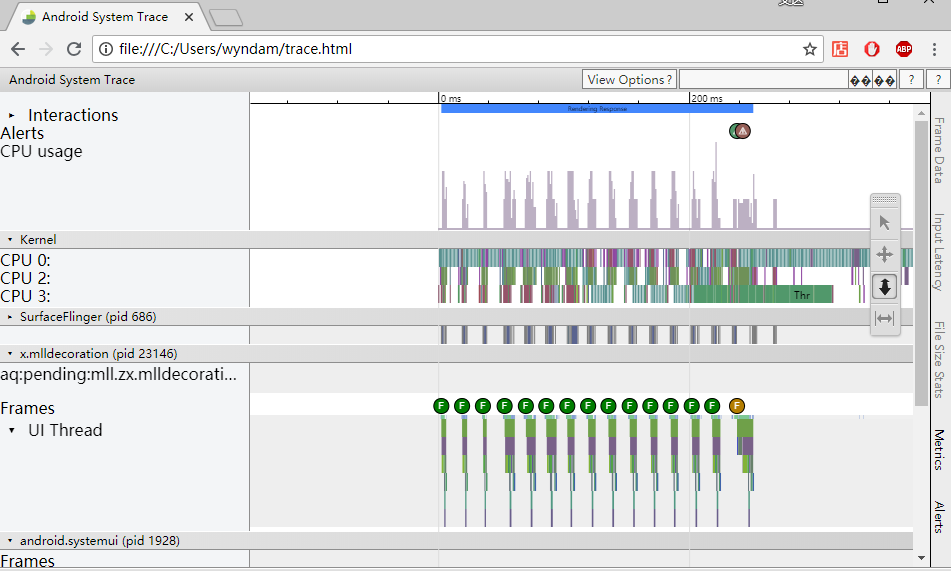 Android System Trace
file:///C:/Users/wyndam/trace.html
店
ABP
Android System Trace
View Options ?
�� ��
?
?
0 ms
200 ms
Interactions
Rendering Response
Alerts
CPU usage
Kernel
CPU 0:
CPU 2:
CPU 3:
Thr
SurfaceFlinger (pid 686)
x.mlldecoration (pid 23146)
aq:pending:mll.zx.mlldecorati...
Frames
F F F F F F F F F F F F F F F
UI Thread
android.systemui (pid 1928)
Frames
Frame Data
Input Latency
File Size Stats
Metrics
Alerts